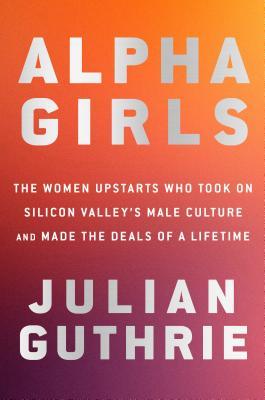 ALPHA
GIRLS
THE WOMEN UPSTARTS WHO TOOK ON
SILICON VALLEY'S MALE CULTURE
AND MADE THE DEALS OF A LIFETIME
JULIAN
GUTHRIE